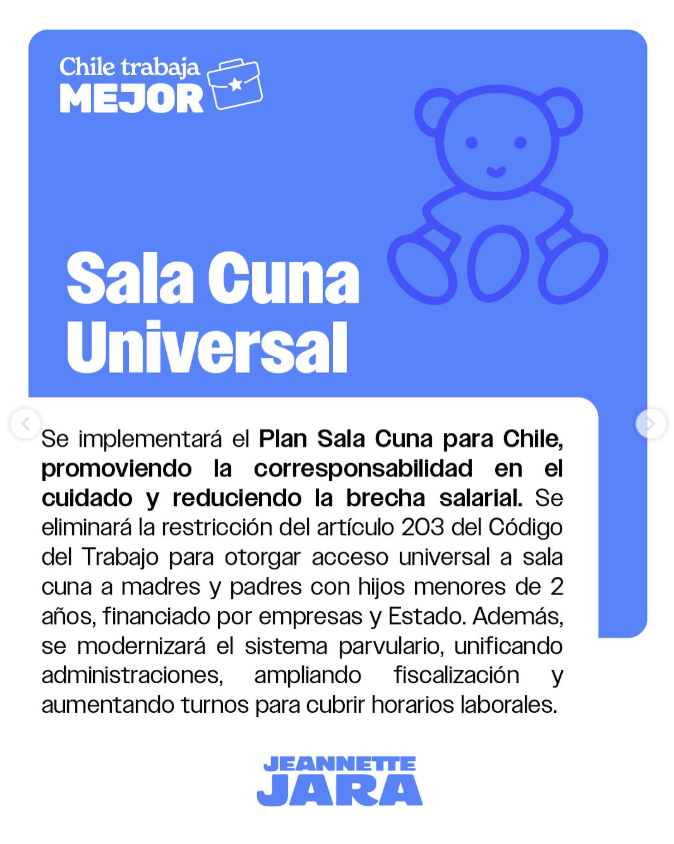 Chile trabaja
MEJOR
Sala Cuna
Universal
Se implementará el Plan Sala Cuna para Chile,
promoviendo la corresponsabilidad en el
cuidado y reduciendo la brecha salarial. Se
eliminará la restricción del artículo 203 del Código
del Trabajo para otorgar acceso universal a sala
cuna a madres y padres con hijos menores de 2
años, financiado por empresas y Estado. Además,
se modernizará el sistema parvulario, unificando
administraciones, ampliando fiscalización y
aumentando turnos para cubrir horarios laborales.
JEANNETTE
JARA